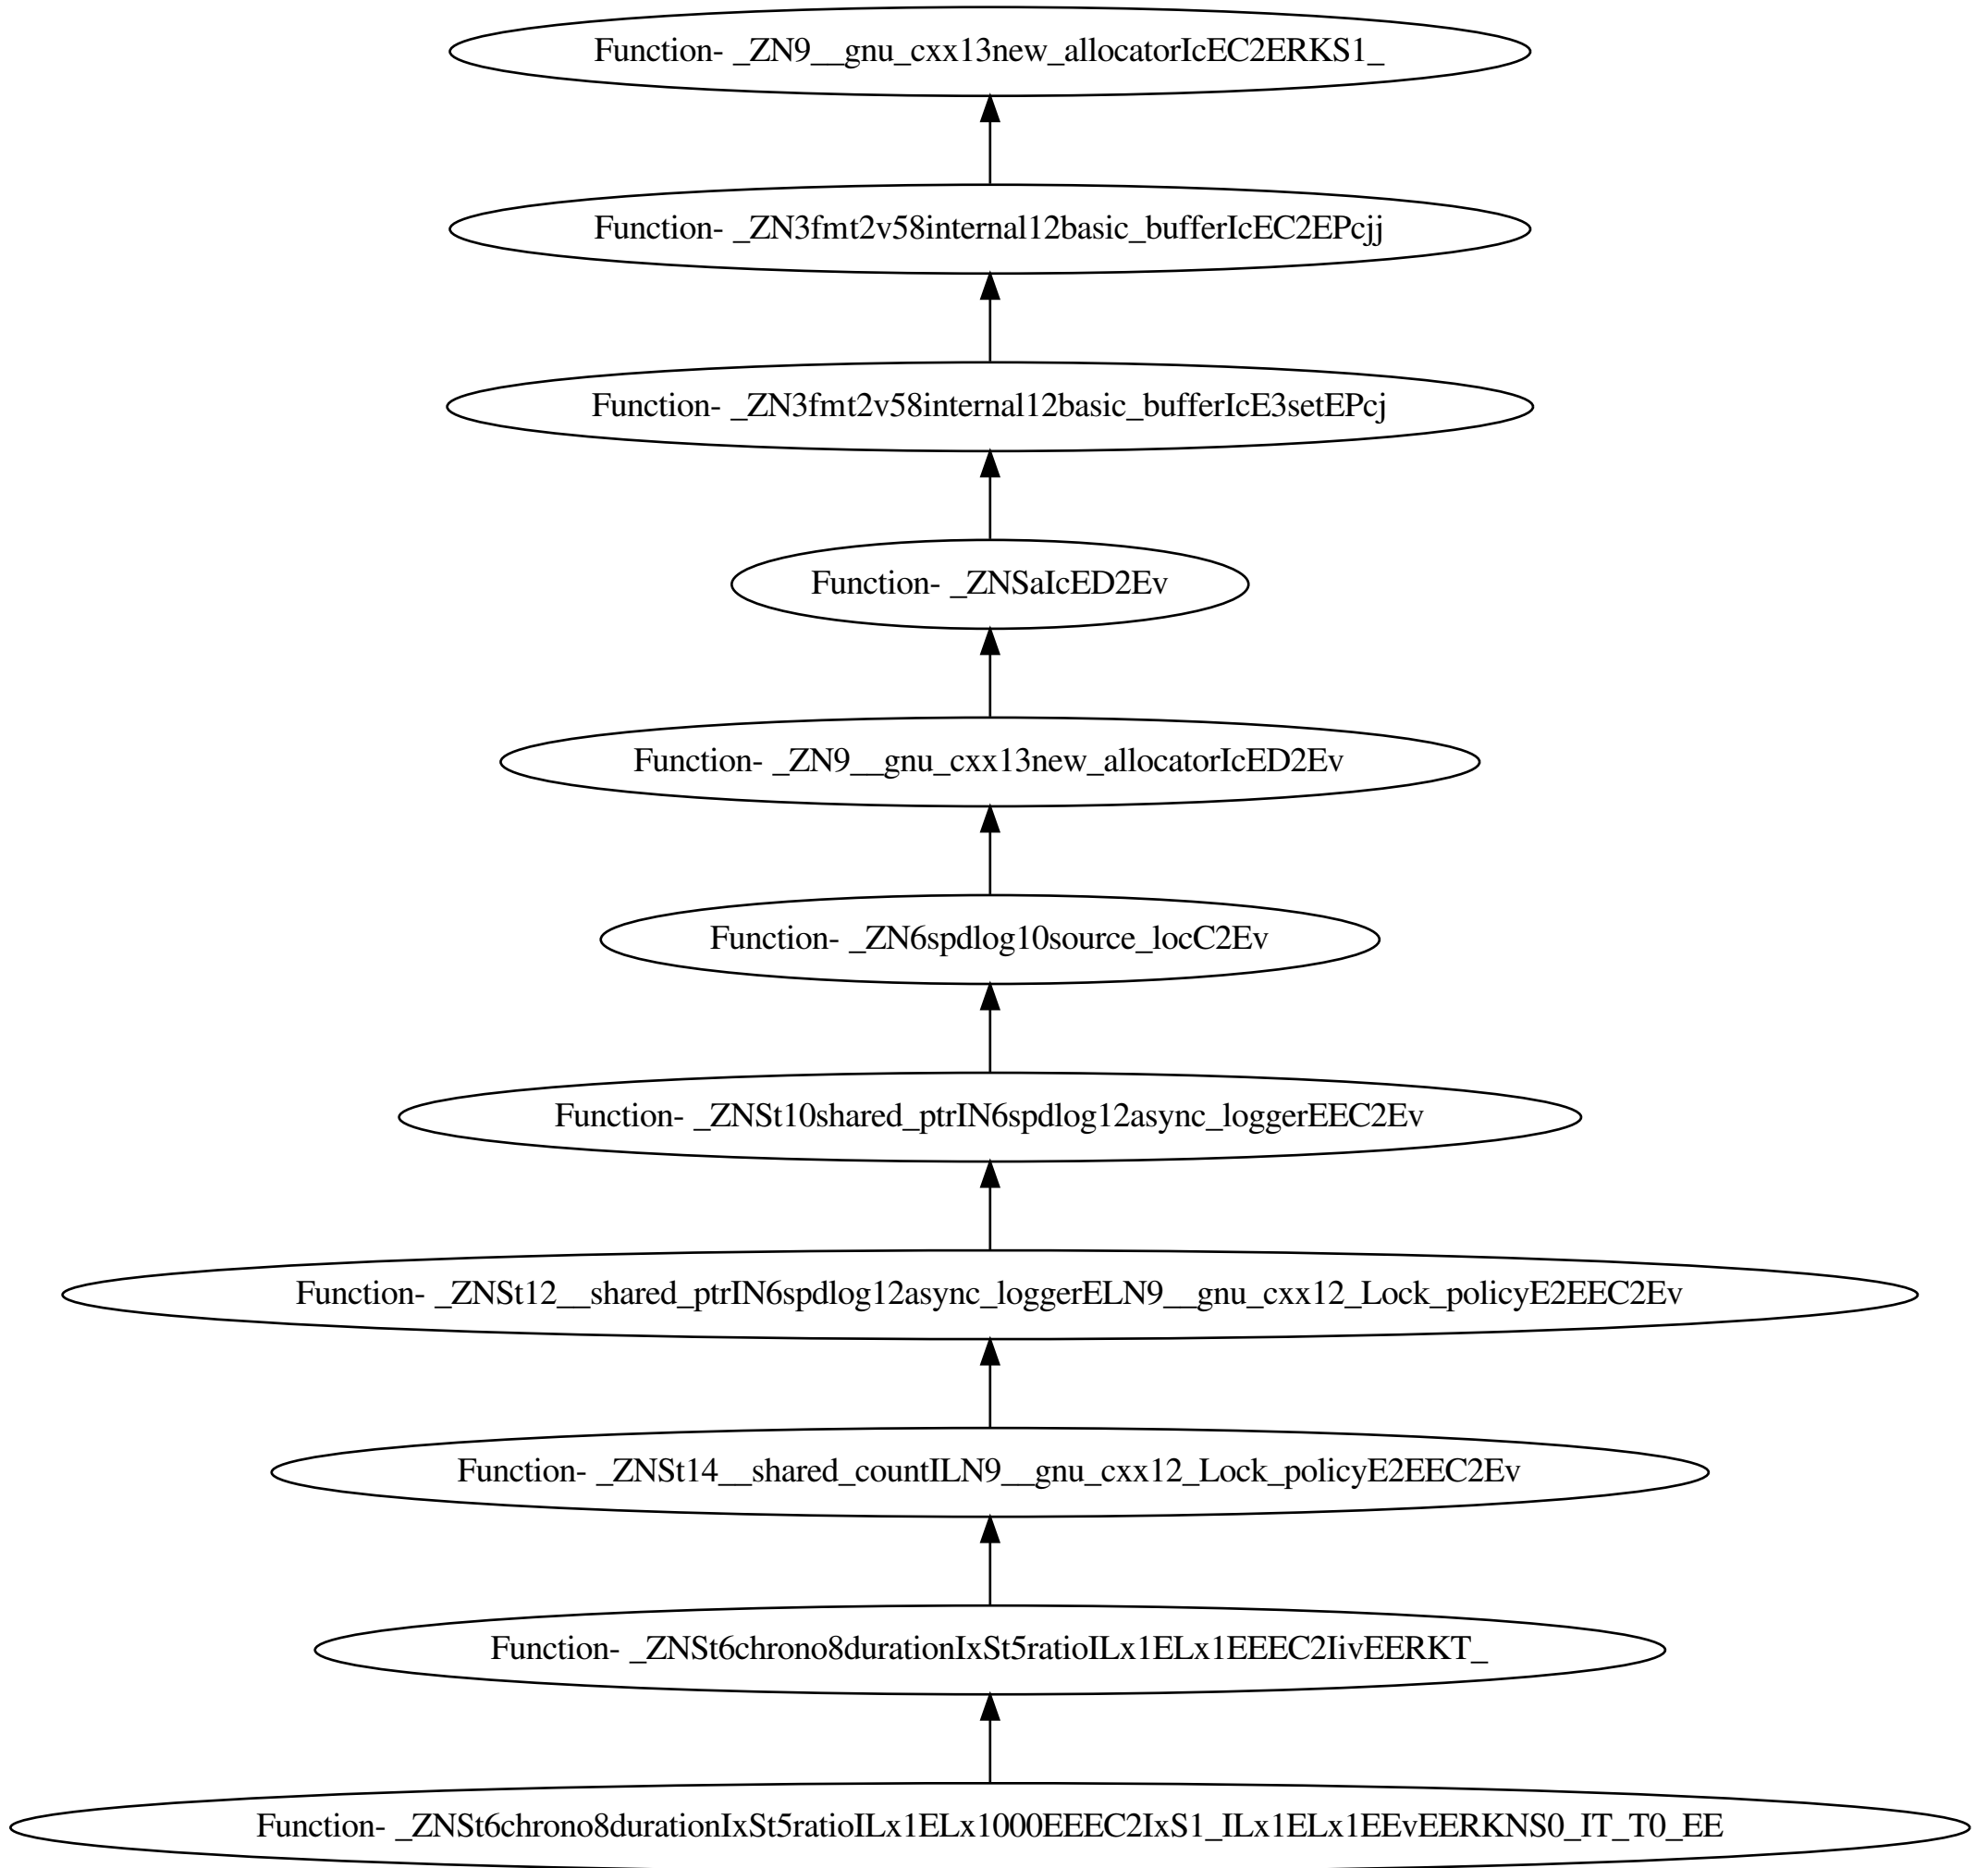 Function- _ZN9__gnu_cxx13new_allocatorIcEC2ERKS1_
Function- _ZN3fmt2v58internal12basic_bufferIcEC2EPcjj
Function- _ZN3fmt2v58internal12basic_bufferIcE3setEPcj
Function- _ZNSaIcED2Ev
Function- _ZN9__gnu_cxx13new_allocatorIcED2Ev
Function- _ZN6spdlog10source_locC2Ev
Function- _ZNSt10shared_ptrIN6spdlog12async_loggerEEC2Ev
Function- _ZNSt12__shared_ptrIN6spdlog12async_loggerELN9__gnu_cxx12_Lock_policyE2EEC2Ev
Function- _ZNSt14__shared_countILN9__gnu_cxx12_Lock_policyE2EEC2Ev
Function- _ZNSt6chrono8durationIxSt5ratioILx1ELx1EEEC2IivEERKT_
Function- _ZNSt6chrono8durationIxSt5ratioILx1ELx1000EEEC2IxS1_ILx1ELx1EEvEERKNS0_IT_T0_EE